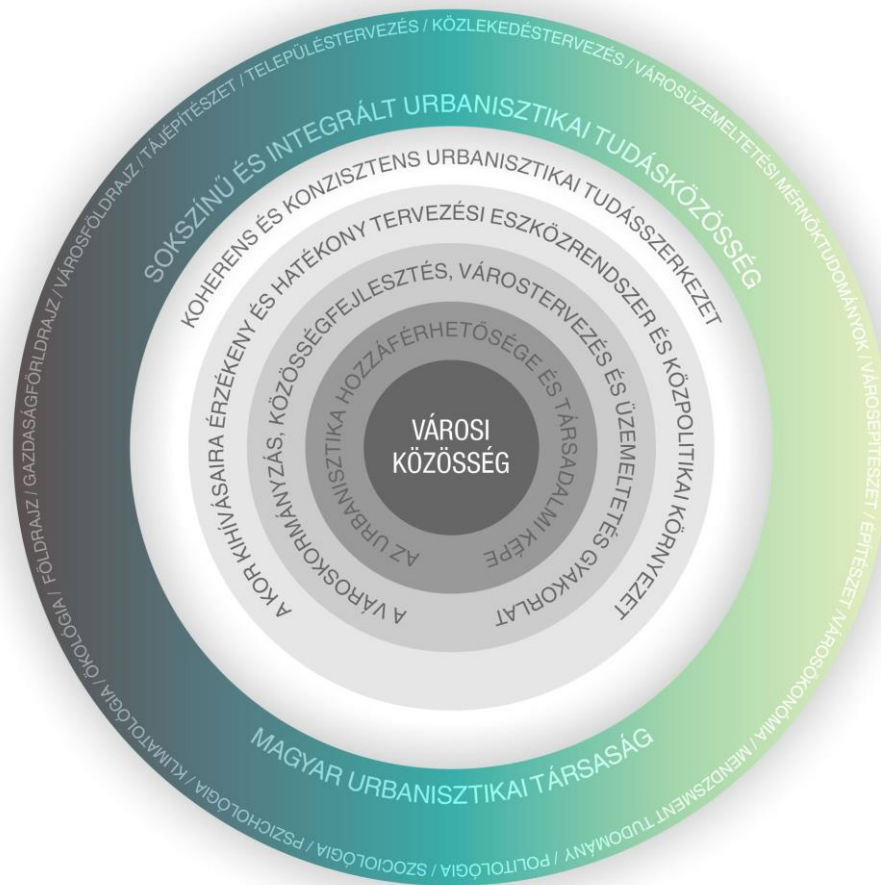 FÖLDRAJZ / GAZDASÁGFÖRLDRAJZ / VÁROSFÖLDRAJZ / TÁJÉPÍTÉSZET / TELEPÜLÉSTERVEZÉS / KÖZLEKEDÉSTERVEZÉS / VÁROSÜZEMELTETÉSI MÉRNÖKTUDOMÁNYOK / VÁROSÉPÍTÉSZET / ÉPÍTÉSZET /VÁROSÖKONÓMIA / MENDZSMENT TUDOMÁNY / POLITOLÓGIA / SZOCIOLÓGIA / PSZICHOLÓGIA / KLIMATOLÓGIA / ÖKOLÓGIA /
SOKSZÍNŰ ÉS INTEGRÁLT URBANISZTIKAI TUDÁSKÖZÖSSÉG
KOHERENS ÉS KONZISZTENS URBANISZTIKAI TUDÁSSZERKEZET
A KOR KIHÍVÁSAIRA ÉRZÉKENY ÉS HATÉKONY TERVEZÉSI ESZKÖZRENDSZER ÉS KÖZPOLITIKAI KÖRNYEZET
A VÁROSKORMÁNYZÁS, KÖZÖSSÉGFEJLESZTÉS, VÁROSTERVEZÉS ÉS ÜZEMELTETÉS GYAKORLAT
AZ URBANISZTIKA HOZZÁFÉRHETŐSÉGE ÉS TÁRSADALMI KÉPE
VÁROSI
KÖZÖSSÉG
MAGYAR URBANISZTIKAI TÁRSASÁG